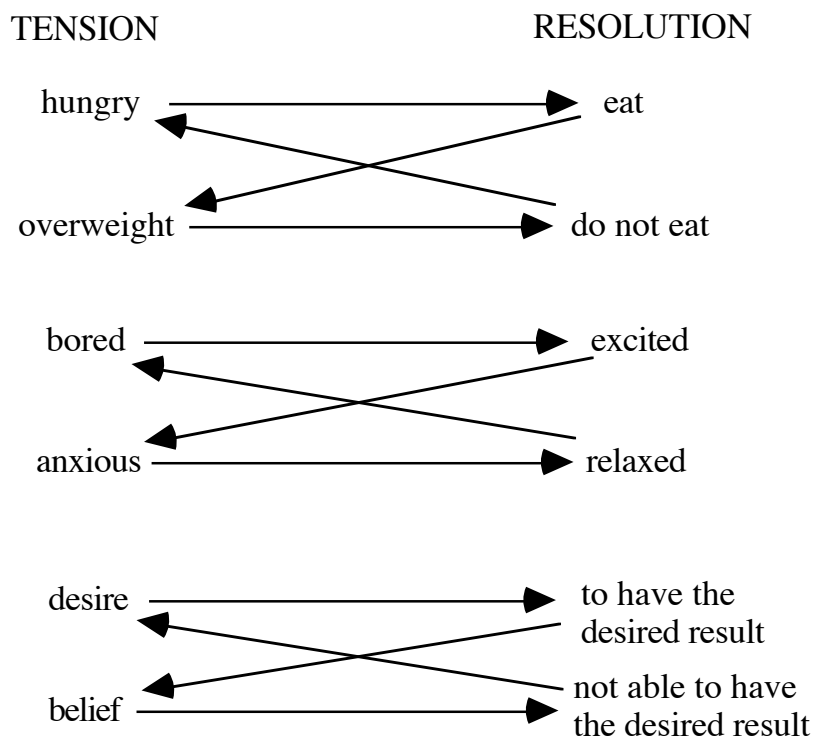 TENSION RESOLUTION
hungry eat
overweight do not eat
bored excited
anxious relaxed
desire to have the
desired result
belief not able to have
the desired result